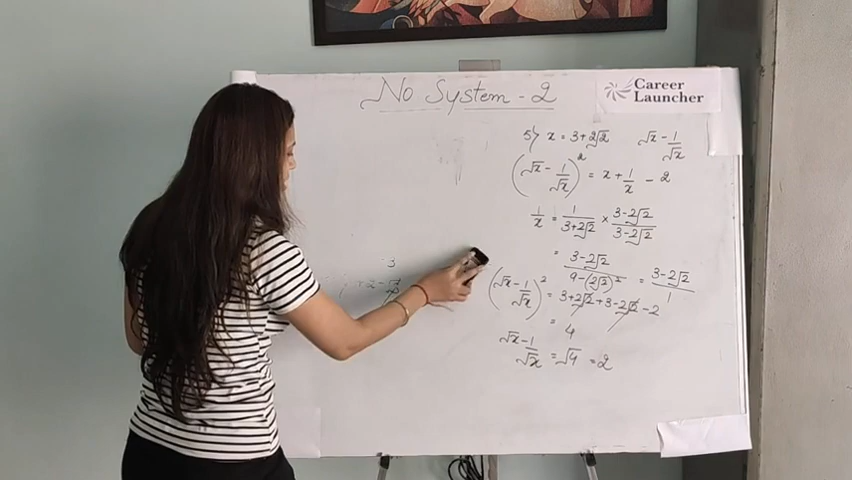 No System - 2
Career
Launcher
5) x = 3+2√2 √x - 1/√x
(√x - 1/√x)² = x + 1/x - 2
1/x = 1/(3+2√2) × (3-2√2)/(3-2√2)
= (3-2√2)/(9-(2√2)²) = (3-2√2)/1
(√x - 1/√x)² = 3+2√2+3-2√2-2
= 4
√x - 1/√x = √4 = 2
3